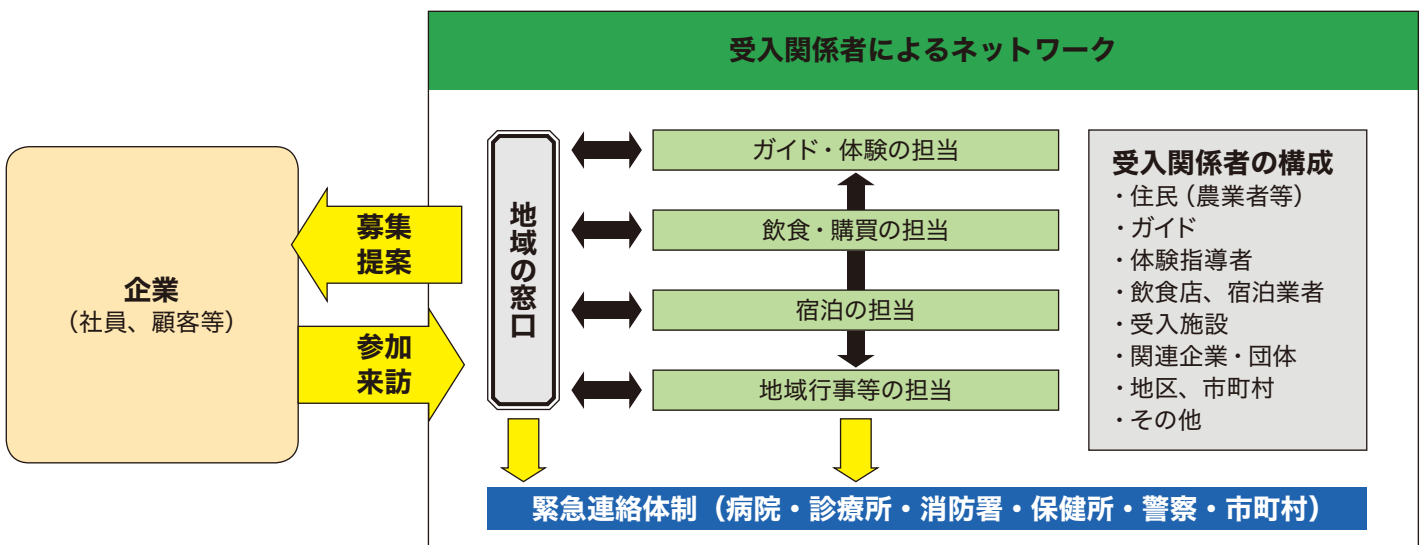 受入関係者によるネットワーク
企業
（社員、顧客等）
募集
提案
参加
来訪
地域の窓口
ガイド・体験の担当
飲食・購買の担当
宿泊の担当
地域行事等の担当
受入関係者の構成
・住民（農業者等）
・ガイド
・体験指導者
・飲食店、宿泊業者
・受入施設
・関連企業・団体
・地区、市町村
・その他
緊急連絡体制（病院・診療所・消防署・保健所・警察・市町村）